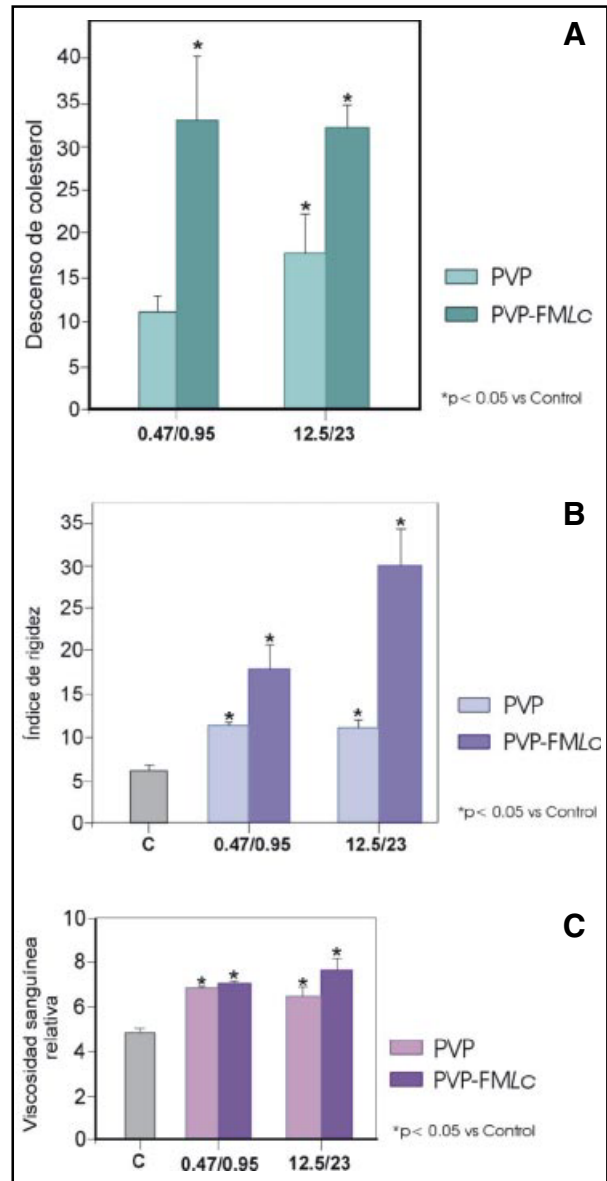 A
Descenso de colesterol
40
35
30
25
20
15
10
5
0
*
*
*
0.47/0.95 12.5/23
PVP
PVP-FMLc
*p< 0.05 vs Control
B
Índice de rigidez
35
30
20
15
10
5
0
*
*
*
*
C 0.47/0.95 12.5/23
PVP
PVP-FMLc
*p< 0.05 vs Control
C
Viscosidad sanguínea
relativa
10
8
6
4
2
0
* *
*
*
C 0.47/0.95 12.5/23
PVP
PVP-FMLc
*p< 0.05 vs Control